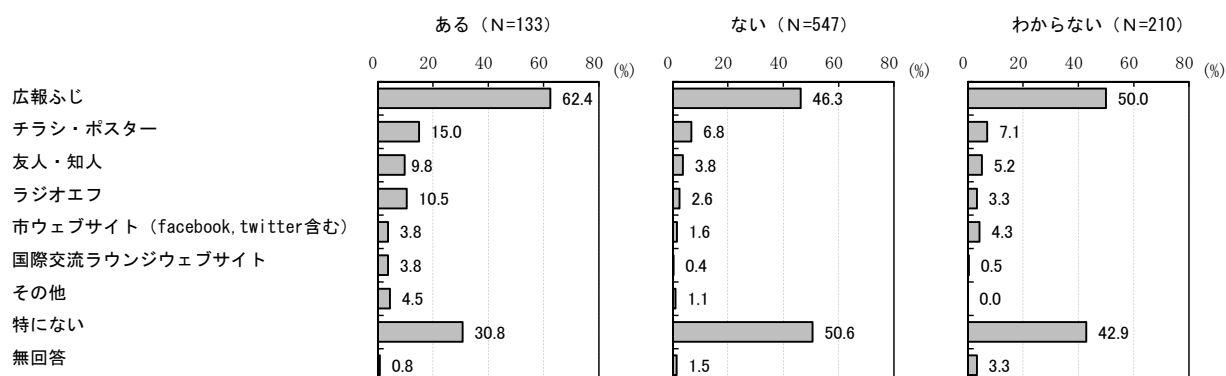 ある（N=133） ない（N=547） わからない（N=210）
0 20 40 60 80 (%) 0 20 40 60 80 (%) 0 20 40 60 80 (%)
広報ふじ 62.4 46.3 50.0
チラシ・ポスター 15.0 6.8 7.1
友人・知人 9.8 3.8 5.2
ラジオエフ 10.5 2.6 3.3
市ウェブサイト（facebook,twitter含む） 3.8 1.6 4.3
国際交流ラウンジウェブサイト 3.8 0.4 0.5
その他 4.5 1.1 0.0
特にない 30.8 50.6 42.9
無回答 0.8 1.5 3.3